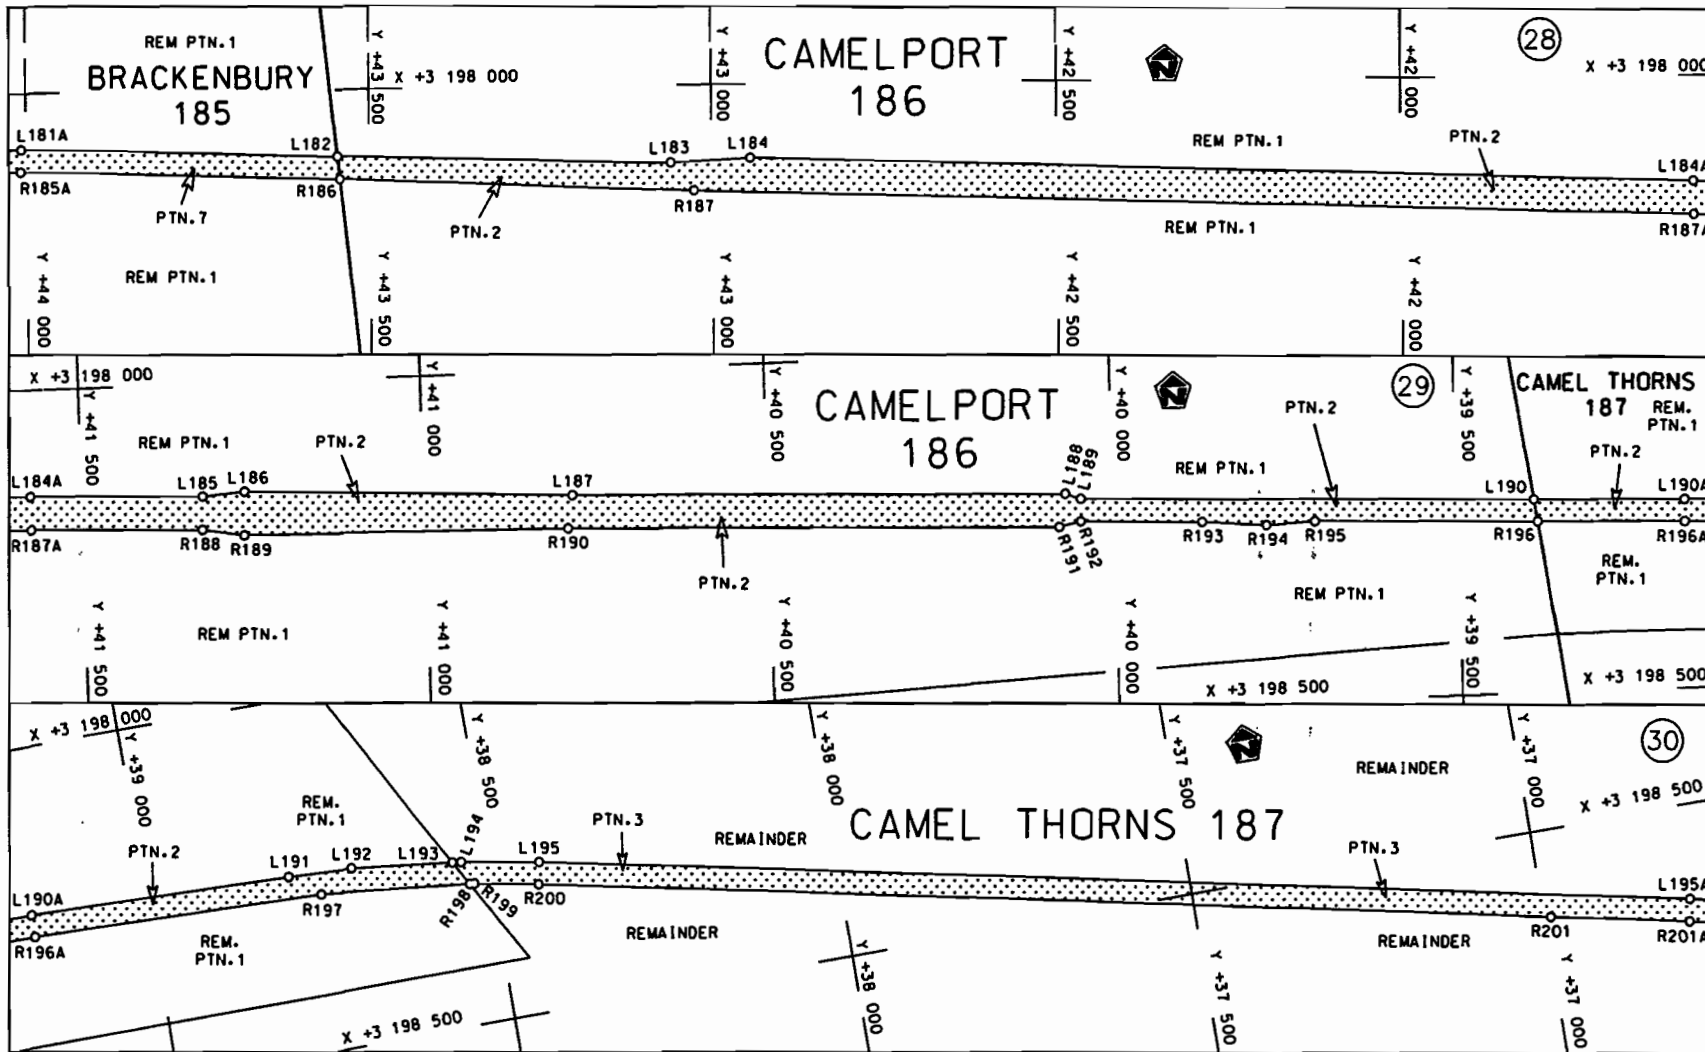 REM PTN.1
BRACKENBURY
185
Y +43 500
X +3 198 000
Y +43 000
CAMELPORT
186
Y +42 500
N
Y +42 000
28
X +3 198 000
L181A
L182
L183
L184
REM PTN.1
PTN.2
L184A
R185A
PTN.7
R186
PTN.2
R187
REM PTN.1
R187A
REM PTN.1
Y +44 000
Y +43 500
Y +43 000
Y +42 500
Y +42 000
X +3 198 000
Y +41 500
Y +41 000
Y +40 500
CAMELPORT
186
Y +40 000
N
29
Y +39 500
CAMEL THORNS
187
REM.
PTN.1
REM PTN.1
PTN.2
PTN.2
REM PTN.1
PTN.2
L184A
L185
L186
L187
L188
L189
L190
L190A
R187A
R188
R189
R190
R191
R192
R193
R194
R195
R196
R196A
PTN.2
REM.
PTN.1
REM PTN.1
REM PTN.1
Y +41 500
Y +41 000
Y +40 500
Y +40 000
X +3 198 500
Y +39 500
X +3 198 500
X +3 198 000
Y +39 000
Y +38 500
Y +38 000
Y +37 500
N
Y +37 000
30
REMAINDER
X +3 198 500
REM.
PTN.1
PTN.3
REMAINDER
CAMEL THORNS 187
PTN.2
PTN.3
L190A
L191
L192
L193
L194
L195
L195A
R196A
R197
R198
R199
R200
R201
R201A
REM.
PTN.1
REMAINDER
REMAINDER
X +3 198 500
Y +38 000
Y +37 500
Y +37 000